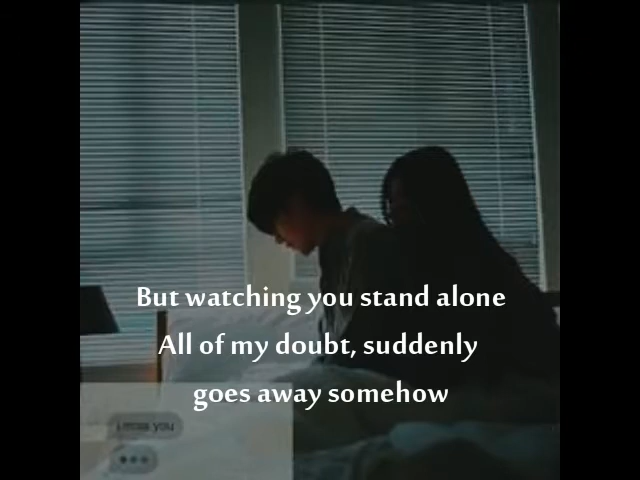 But watching you stand alone
All of my doubt, suddenly
goes away somehow
i miss you